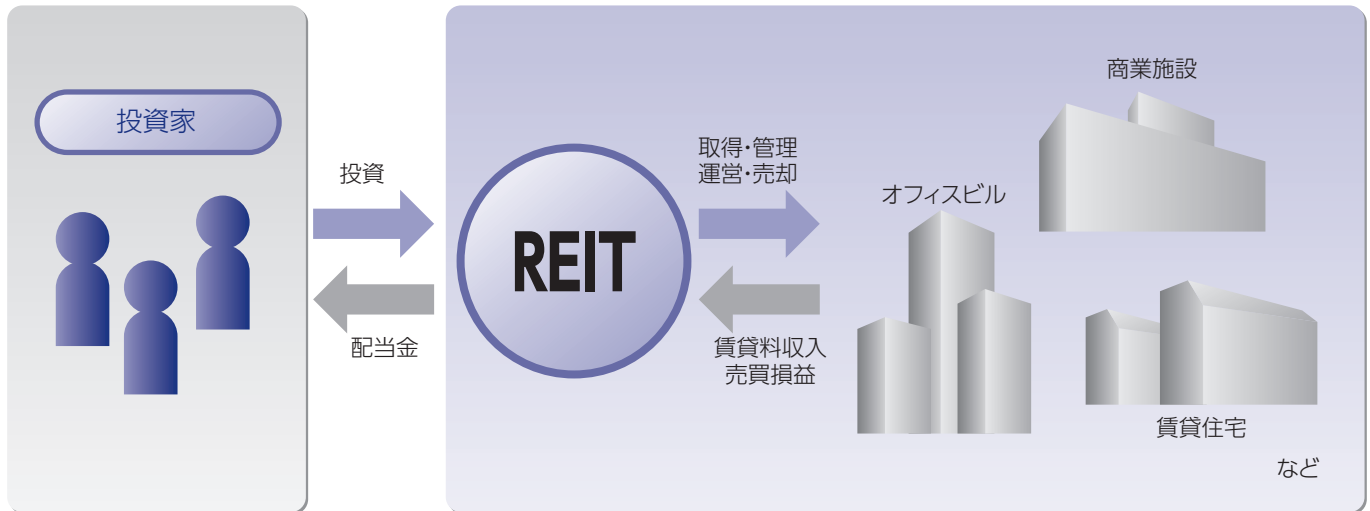 投資家
投資
配当金
REIT
取得・管理
運営・売却
賃貸料収入
売買損益
商業施設
オフィスビル
賃貸住宅
など